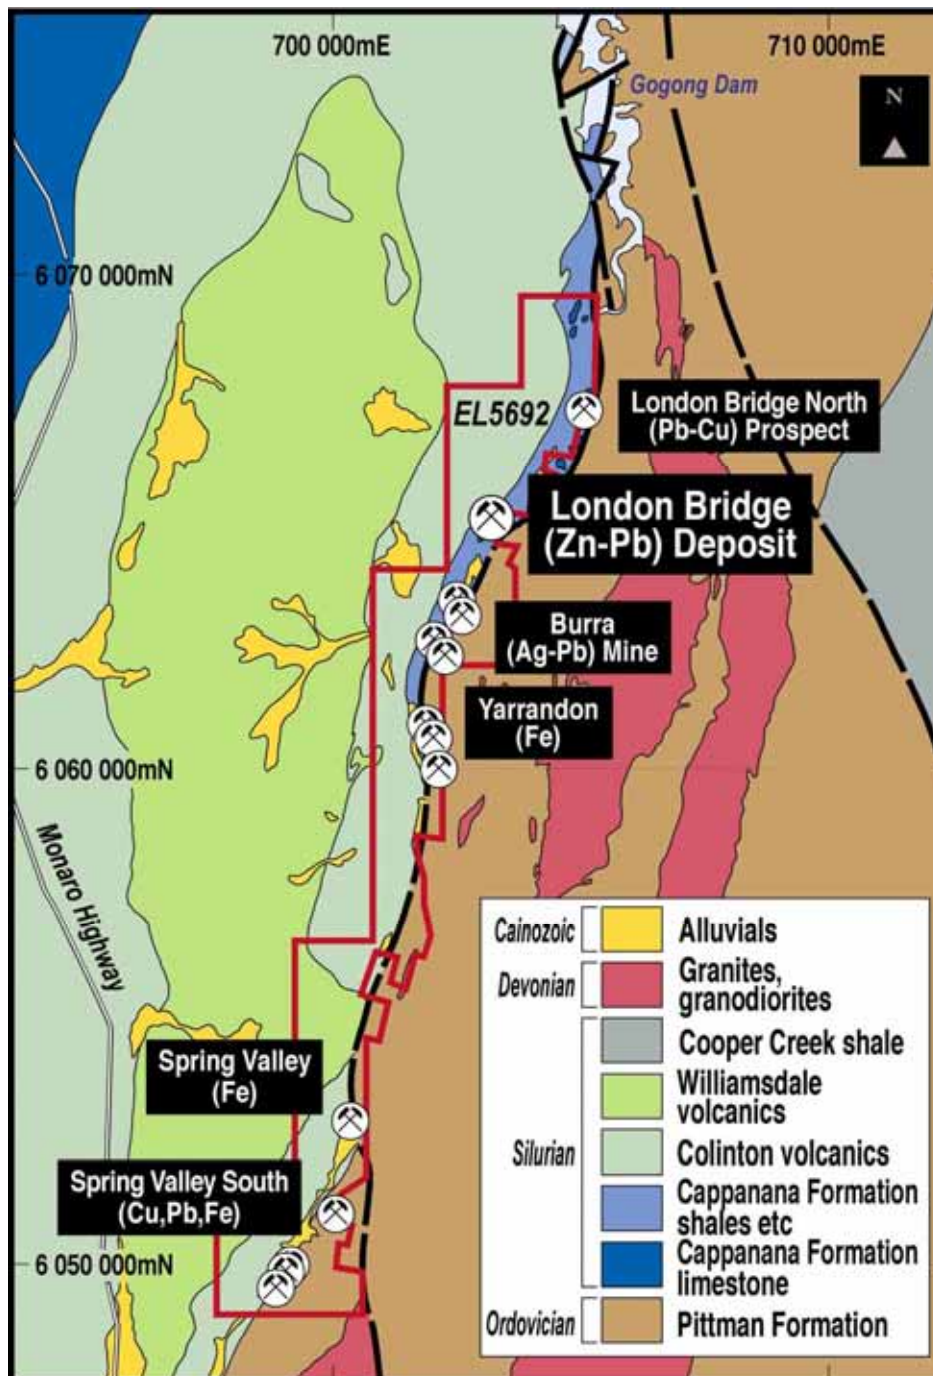 700 000mE
710 000mE
Gogong Dam
N
6 070 000mN
EL5692
London Bridge North
(Pb-Cu) Prospect
London Bridge
(Zn-Pb) Deposit
Burra
(Ag-Pb) Mine
Yarrandon
(Fe)
6 060 000mN
Monaro Highway
Spring Valley
(Fe)
Spring Valley South
(Cu,Pb,Fe)
6 050 000mN
Cainozoic
Alluvials
Devonian
Granites,
granodiorites
Silurian
Cooper Creek shale
Williamsdale
volcanics
Colinton volcanics
Cappanana Formation
shales etc
Cappanana Formation
limestone
Ordovician
Pittman Formation